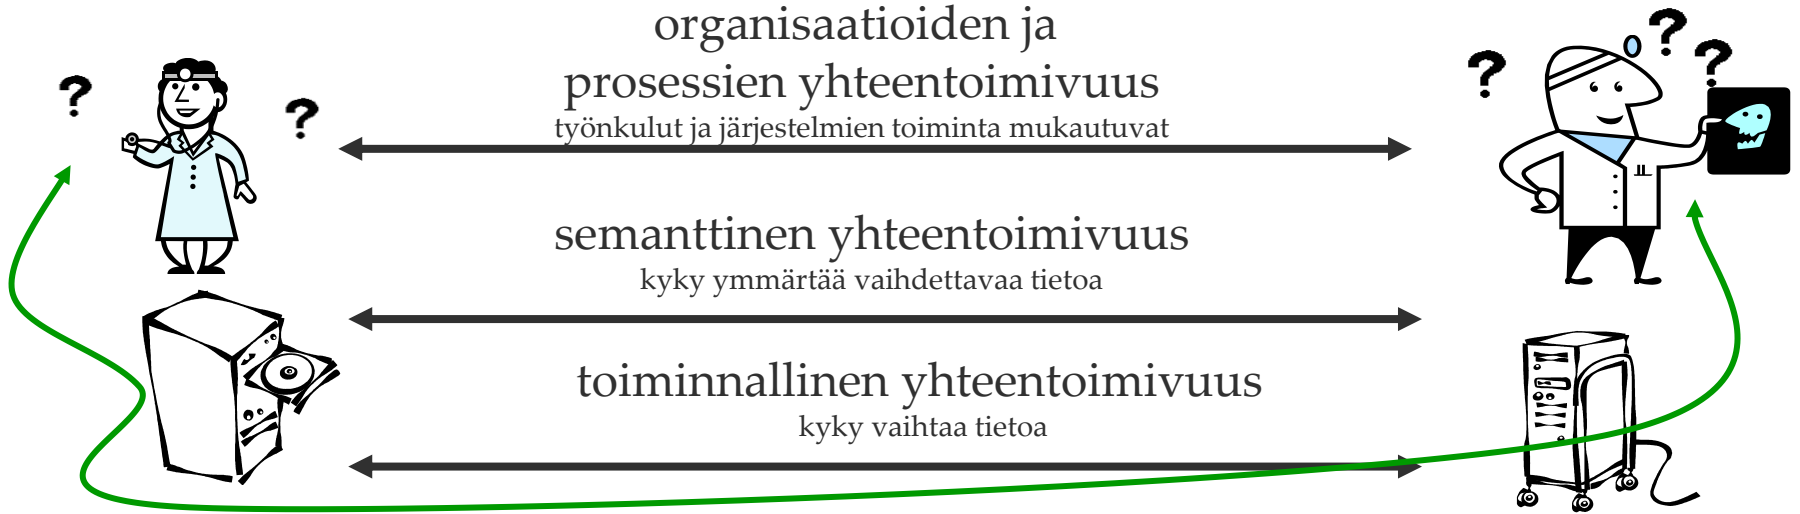 organisaatioiden ja
prosessien yhteentoimivuus
työnkulut ja järjestelmien toiminta mukautuvat
semanttinen yhteentoimivuus
kyky ymmärtää vaihdettavaa tietoa
toiminnallinen yhteentoimivuus
kyky vaihtaa tietoa
? ? ? ? ?